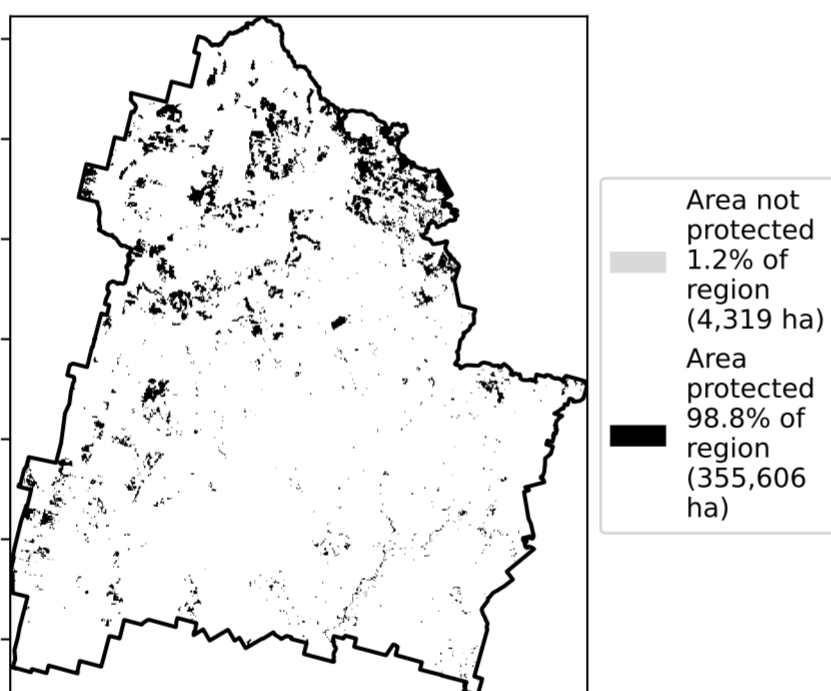 Area not
protected
1.2% of
region
(4,319 ha)
Area
protected
98.8% of
region
(355,606
ha)